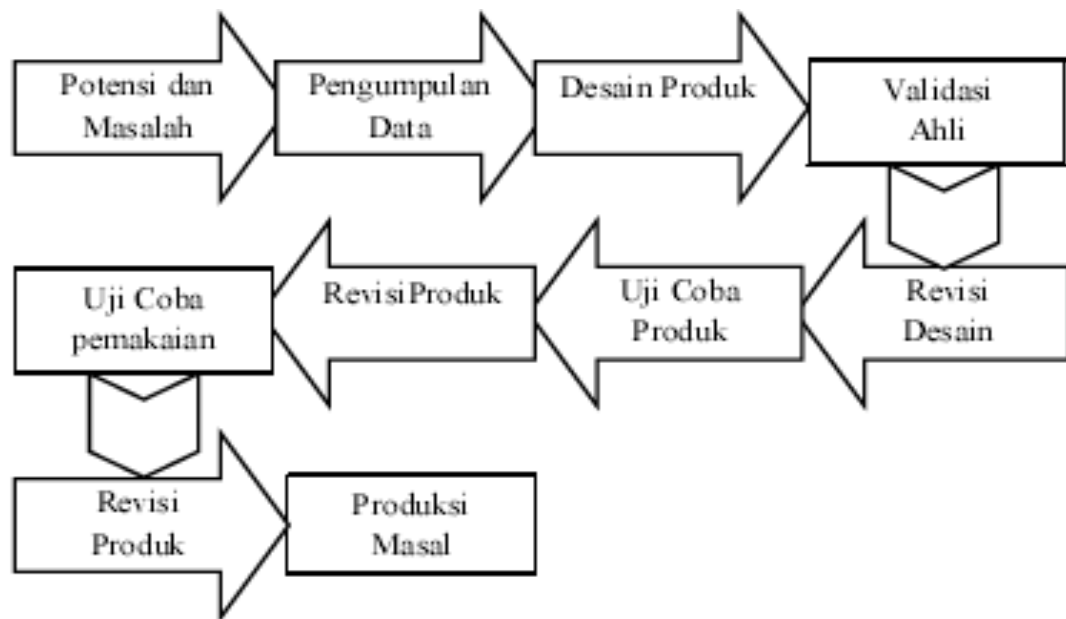 Potensi dan
Masalah
Pengumpulan
Data
Desain Produk
Validasi
Ahli
Revisi
Desain
Uji Coba
Produk
Revisi Produk
Uji Coba
pemakaian
Revisi
Produk
Produksi
Masal